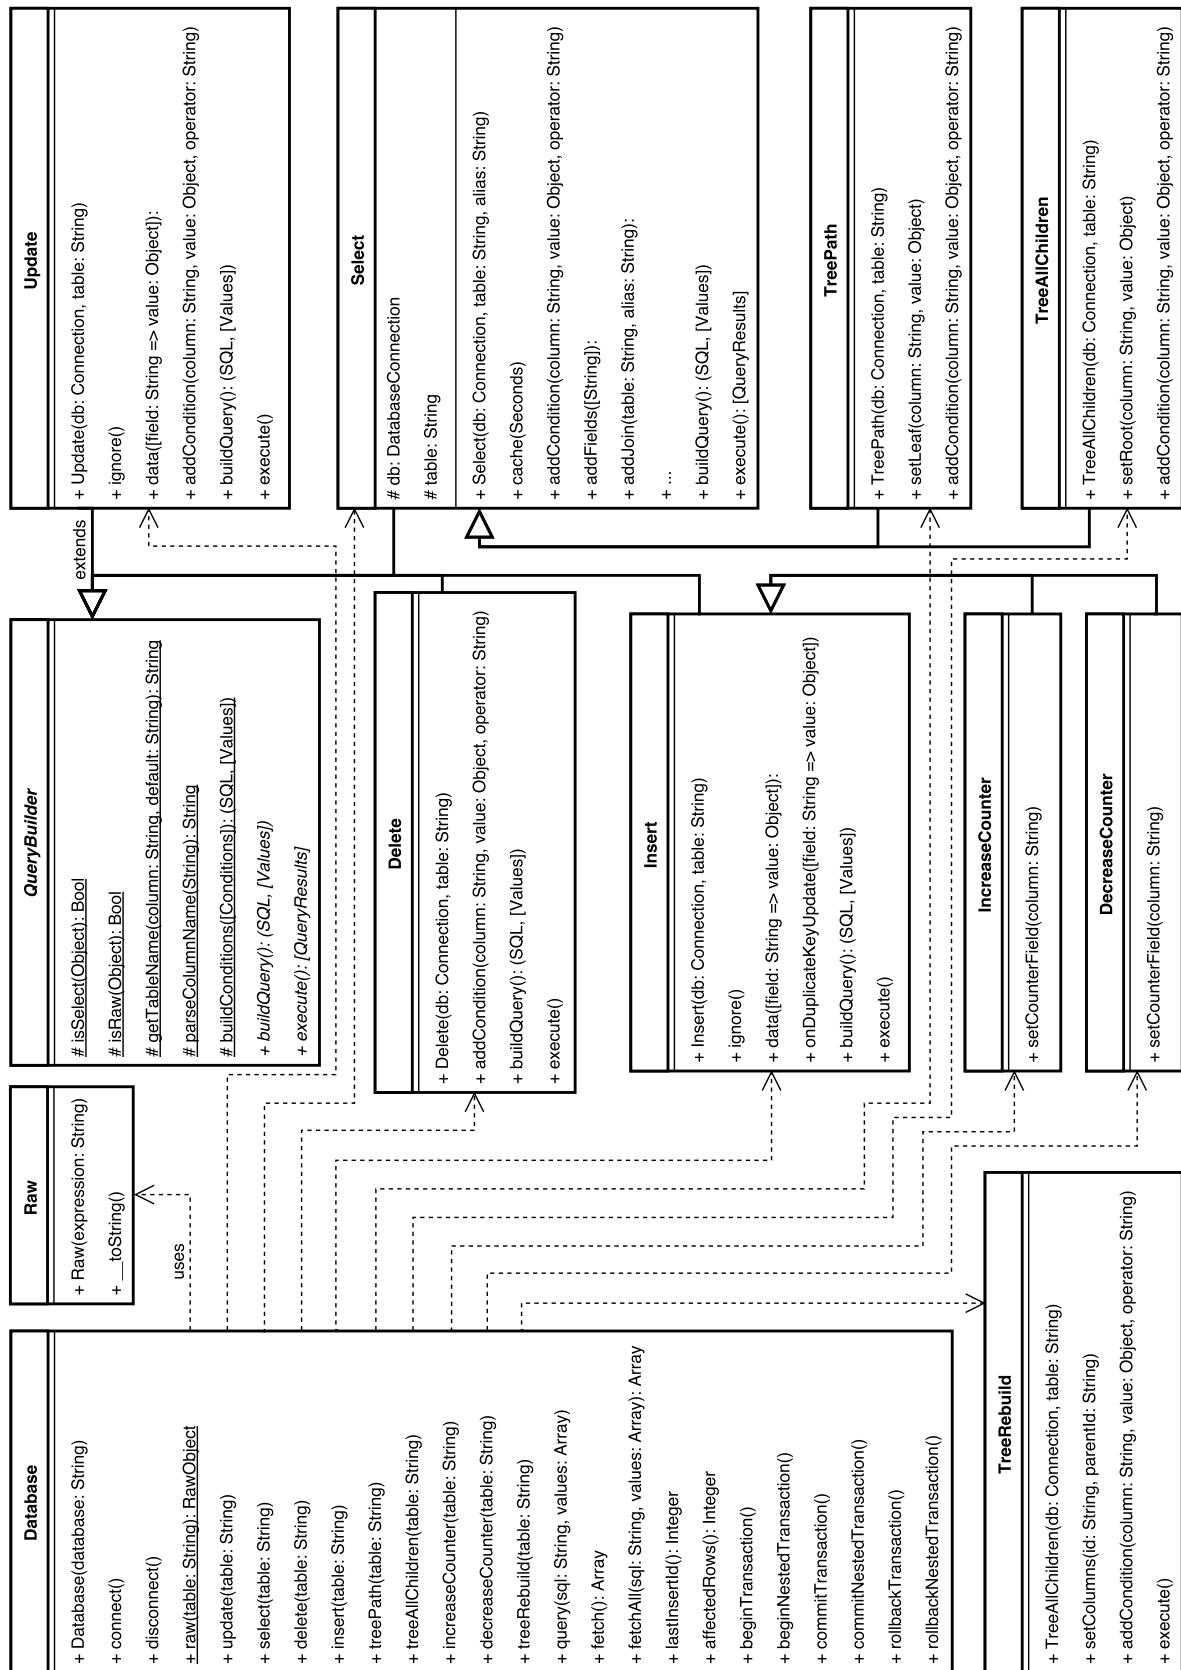 Database
+ Database(database: String)
+ connect()
+ disconnect()
+ raw(table: String): RawObject
+ update(table: String)
+ select(table: String)
+ delete(table: String)
+ insert(table: String)
+ treePath(table: String)
+ treeAllChildren(table: String)
+ increaseCounter(table: String)
+ decreaseCounter(table: String)
+ treeRebuild(table: String)
+ query(sql: String, values: Array)
+ fetch(): Array
+ fetchAll(sql: String, values: Array): Array
+ lastInsertId(): Integer
+ affectedRows(): Integer
+ beginTransaction()
+ beginNestedTransaction()
+ commitTransaction()
+ commitNestedTransaction()
+ rollbackTransaction()
+ rollbackNestedTransaction()
uses
Raw
+ Raw(expression: String)
+ __toString()
TreeRebuild
+ TreeAllChildren(db: Connection, table: String)
+ setColumns(id: String, parentId: String)
+ addCondition(column: String, value: Object, operator: String)
+ execute()
QueryBuilder
# isSelect(Object): Bool
# isRaw(Object): Bool
# getTableName(column: String, default: String): String
# parseColumnName(String): String
# buildConditions([Conditions]): (SQL, [Values])
+ buildQuery(): (SQL, [Values])
+ execute(): [QueryResults]
Delete
+ Delete(db: Connection, table: String)
+ addCondition(column: String, value: Object, operator: String)
+ buildQuery(): (SQL, [Values])
+ execute()
Insert
+ Insert(db: Connection, table: String)
+ ignore()
+ data([field: String => value: Object]):
+ onDuplicateKeyUpdate([field: String => value: Object])
+ buildQuery(): (SQL, [Values])
+ execute()
IncreaseCounter
+ setCounterField(column: String)
DecreaseCounter
+ setCounterField(column: String)
extends
Update
+ Update(db: Connection, table: String)
+ ignore()
+ data([field: String => value: Object]):
+ addCondition(column: String, value: Object, operator: String)
+ buildQuery(): (SQL, [Values])
+ execute()
Select
# db: DatabaseConnection
# table: String
+ Select(db: Connection, table: String, alias: String)
+ cache(Seconds)
+ addCondition(column: String, value: Object, operator: String)
+ addFields([String]):
+ addJoin(table: String, alias: String):
+ ...
+ buildQuery(): (SQL, [Values])
+ execute(): [QueryResults]
TreePath
+ TreePath(db: Connection, table: String)
+ setLeaf(column: String, value: Object)
+ addCondition(column: String, value: Object, operator: String)
TreeAllChildren
+ TreeAllChildren(db: Connection, table: String)
+ setRoot(column: String, value: Object)
+ addCondition(column: String, value: Object, operator: String)